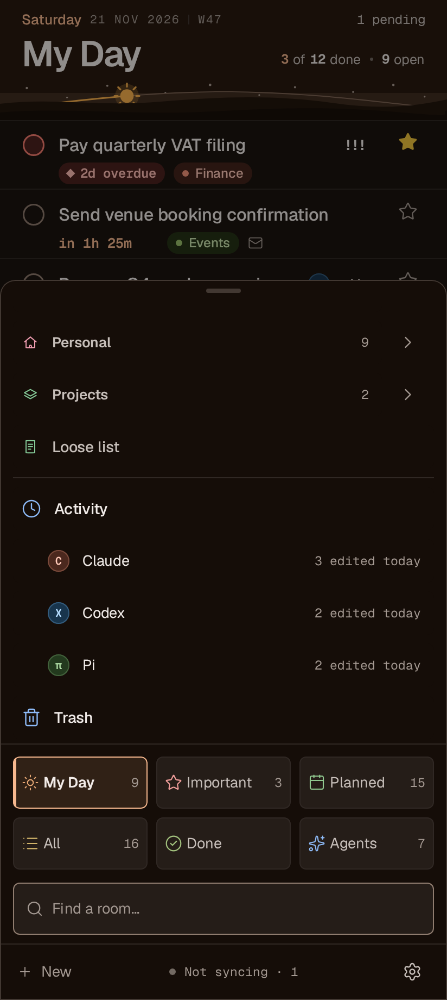 Saturday 21 NOV 2026 | W47 1 pending
My Day 3 of 12 done • 9 open
Pay quarterly VAT filing !!!
2d overdue Finance
Send venue booking confirmation
in 1h 25m Events
Personal 9
Projects 2
Loose list
Activity
C Claude 3 edited today
X Codex 2 edited today
π Pi 2 edited today
Trash
My Day 9 Important 3 Planned 15
All 16 Done Agents 7
Find a room…
+ New Not syncing · 1